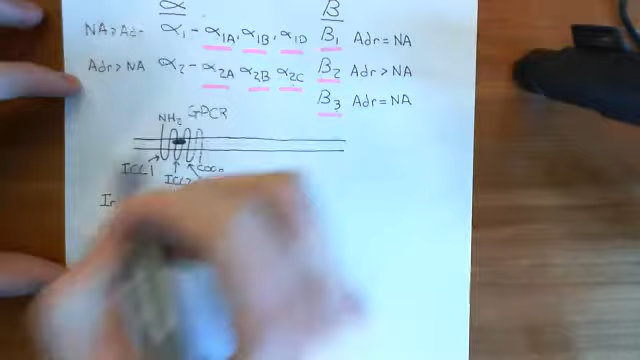 α β
NA≥Adr α₁ - α₁A, α₁B, α₁D β₁ Adr = NA
Adr > NA α₂ - α₂A α₂B α₂C β₂ Adr > NA
β₃ Adr = NA
NH₂ GPCR
ICL1 COOH